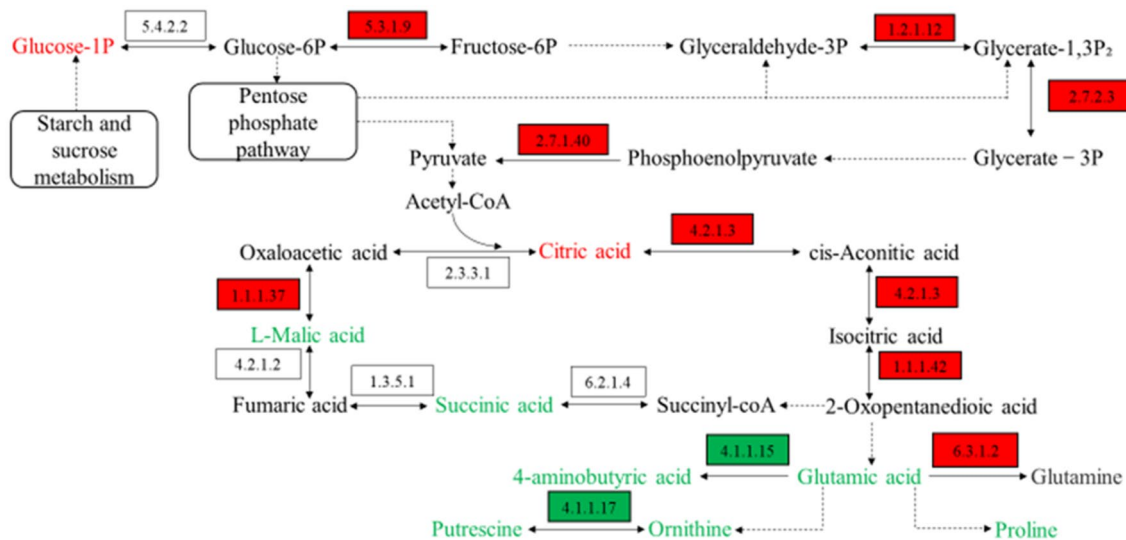 5.4.2.2
5.3.1.9
1.2.1.12
Glucose-1P
Glucose-6P
Fructose-6P
Glyceraldehyde-3P
Glycerate-1,3P₂
2.7.2.3
Starch and
sucrose
metabolism
Pentose
phosphate
pathway
2.7.1.40
Pyruvate
Phosphoenolpyruvate
Glycerate − 3P
Acetyl-CoA
Oxaloacetic acid
2.3.3.1
Citric acid
4.2.1.3
cis-Aconitic acid
1.1.1.37
4.2.1.3
L-Malic acid
Isocitric acid
4.2.1.2
1.3.5.1
6.2.1.4
1.1.1.42
Fumaric acid
Succinic acid
Succinyl-coA
2-Oxopentanedioic acid
4.1.1.15
6.3.1.2
4-aminobutyric acid
Glutamic acid
Glutamine
4.1.1.17
Putrescine
Ornithine
Proline